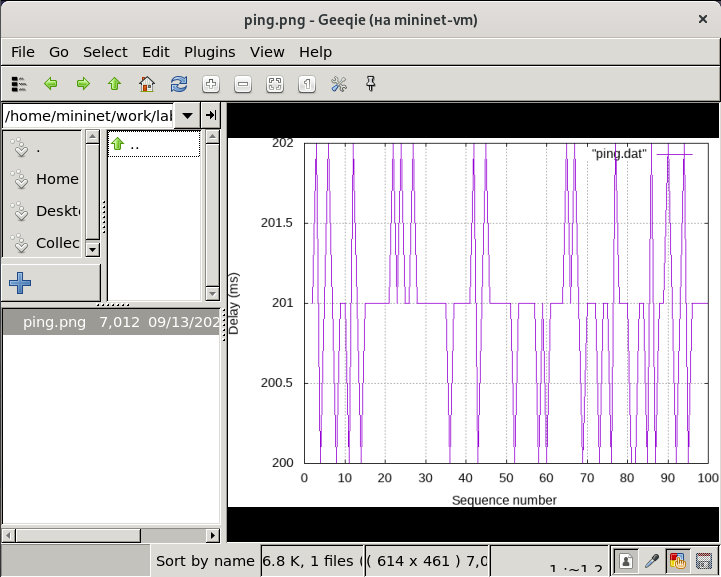 ping.png - Geeqie (на mininet-vm)
File Go Select Edit Plugins View Help
/home/mininet/work/lal
.
..
Home
Deskto
Collec
ping.png 7,012 09/13/202
"ping.dat"
202
201.5
201
200.5
200
Delay (ms)
0 10 20 30 40 50 60 70 80 90 100
Sequence number
Sort by name
6.8 K, 1 files (
( 614 x 461 ) 7,0
1 :~1.2